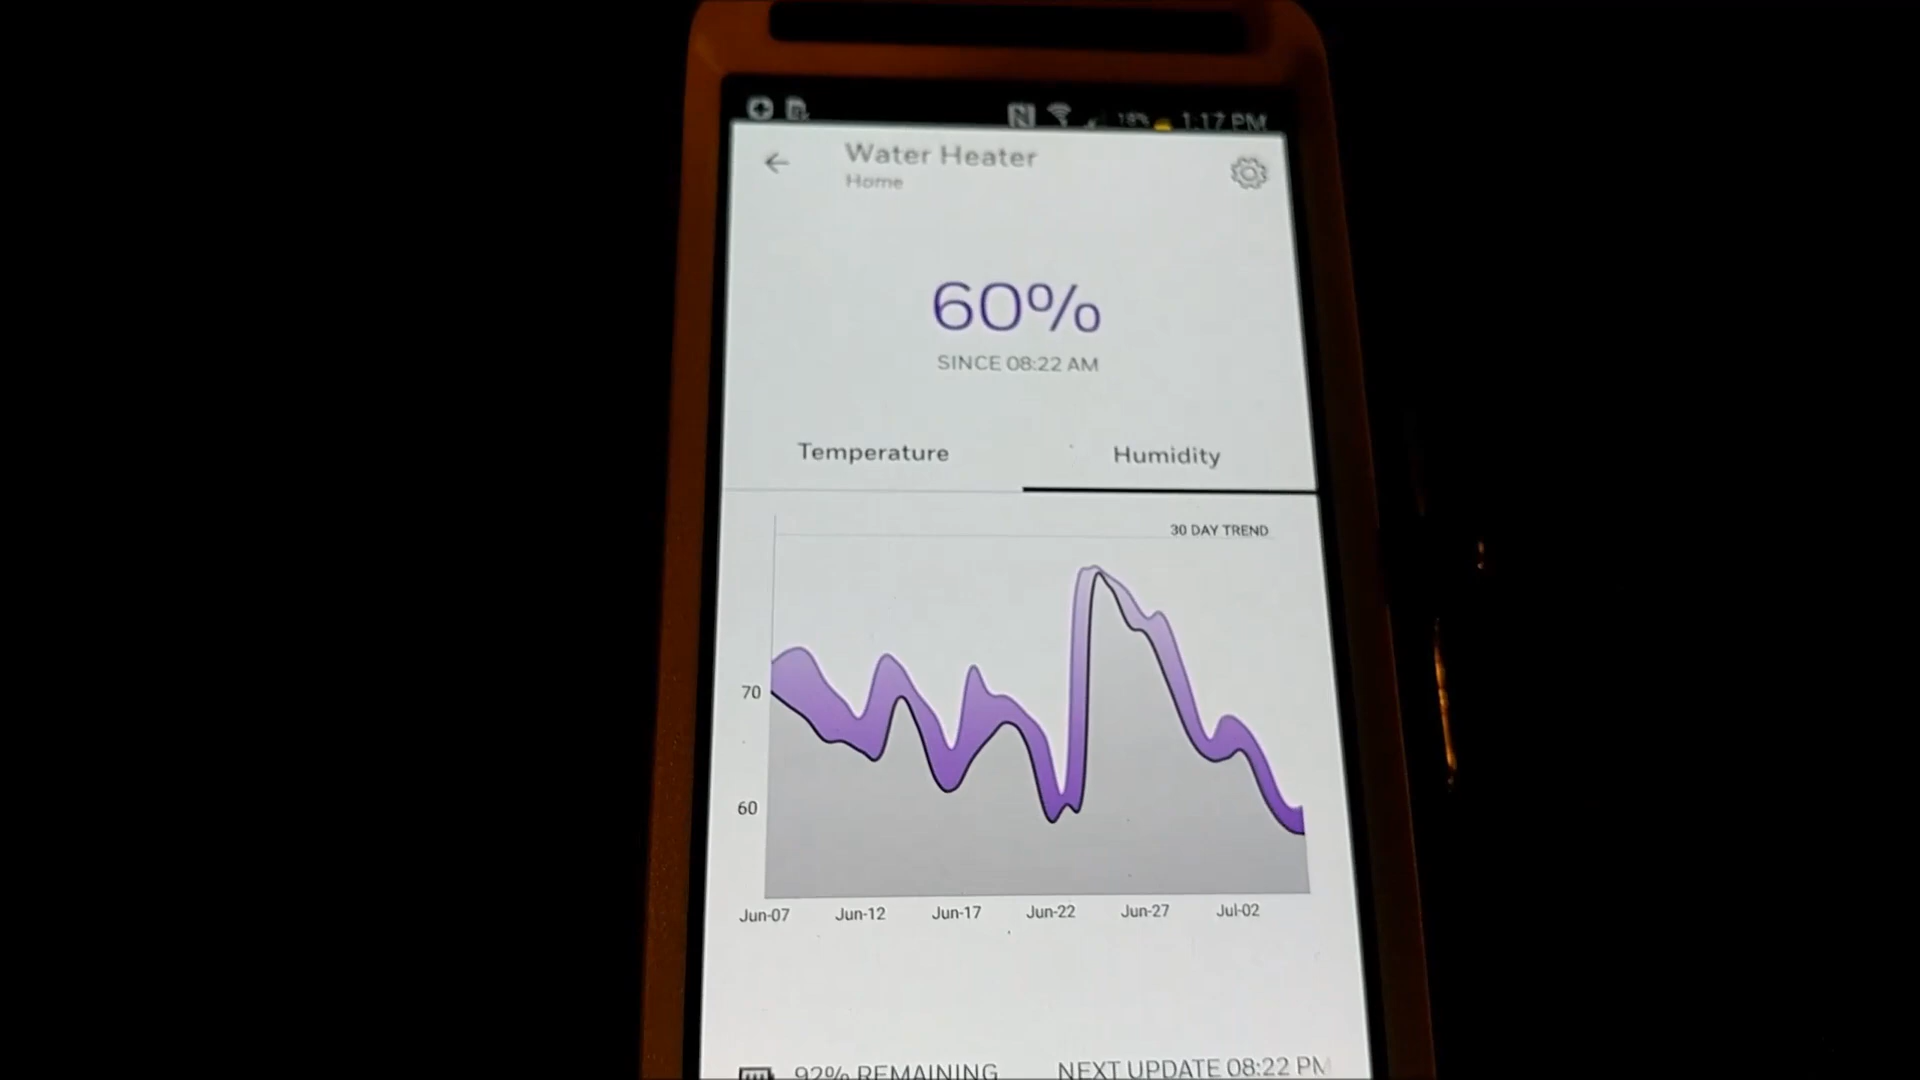 18% 1:17 PM
Water Heater
Home
60%
SINCE 08:22 AM
Temperature Humidity
30 DAY TREND
70
60
Jun-07 Jun-12 Jun-17 Jun-22 Jun-27 Jul-02
92% REMAINING NEXT UPDATE 08:22 PM